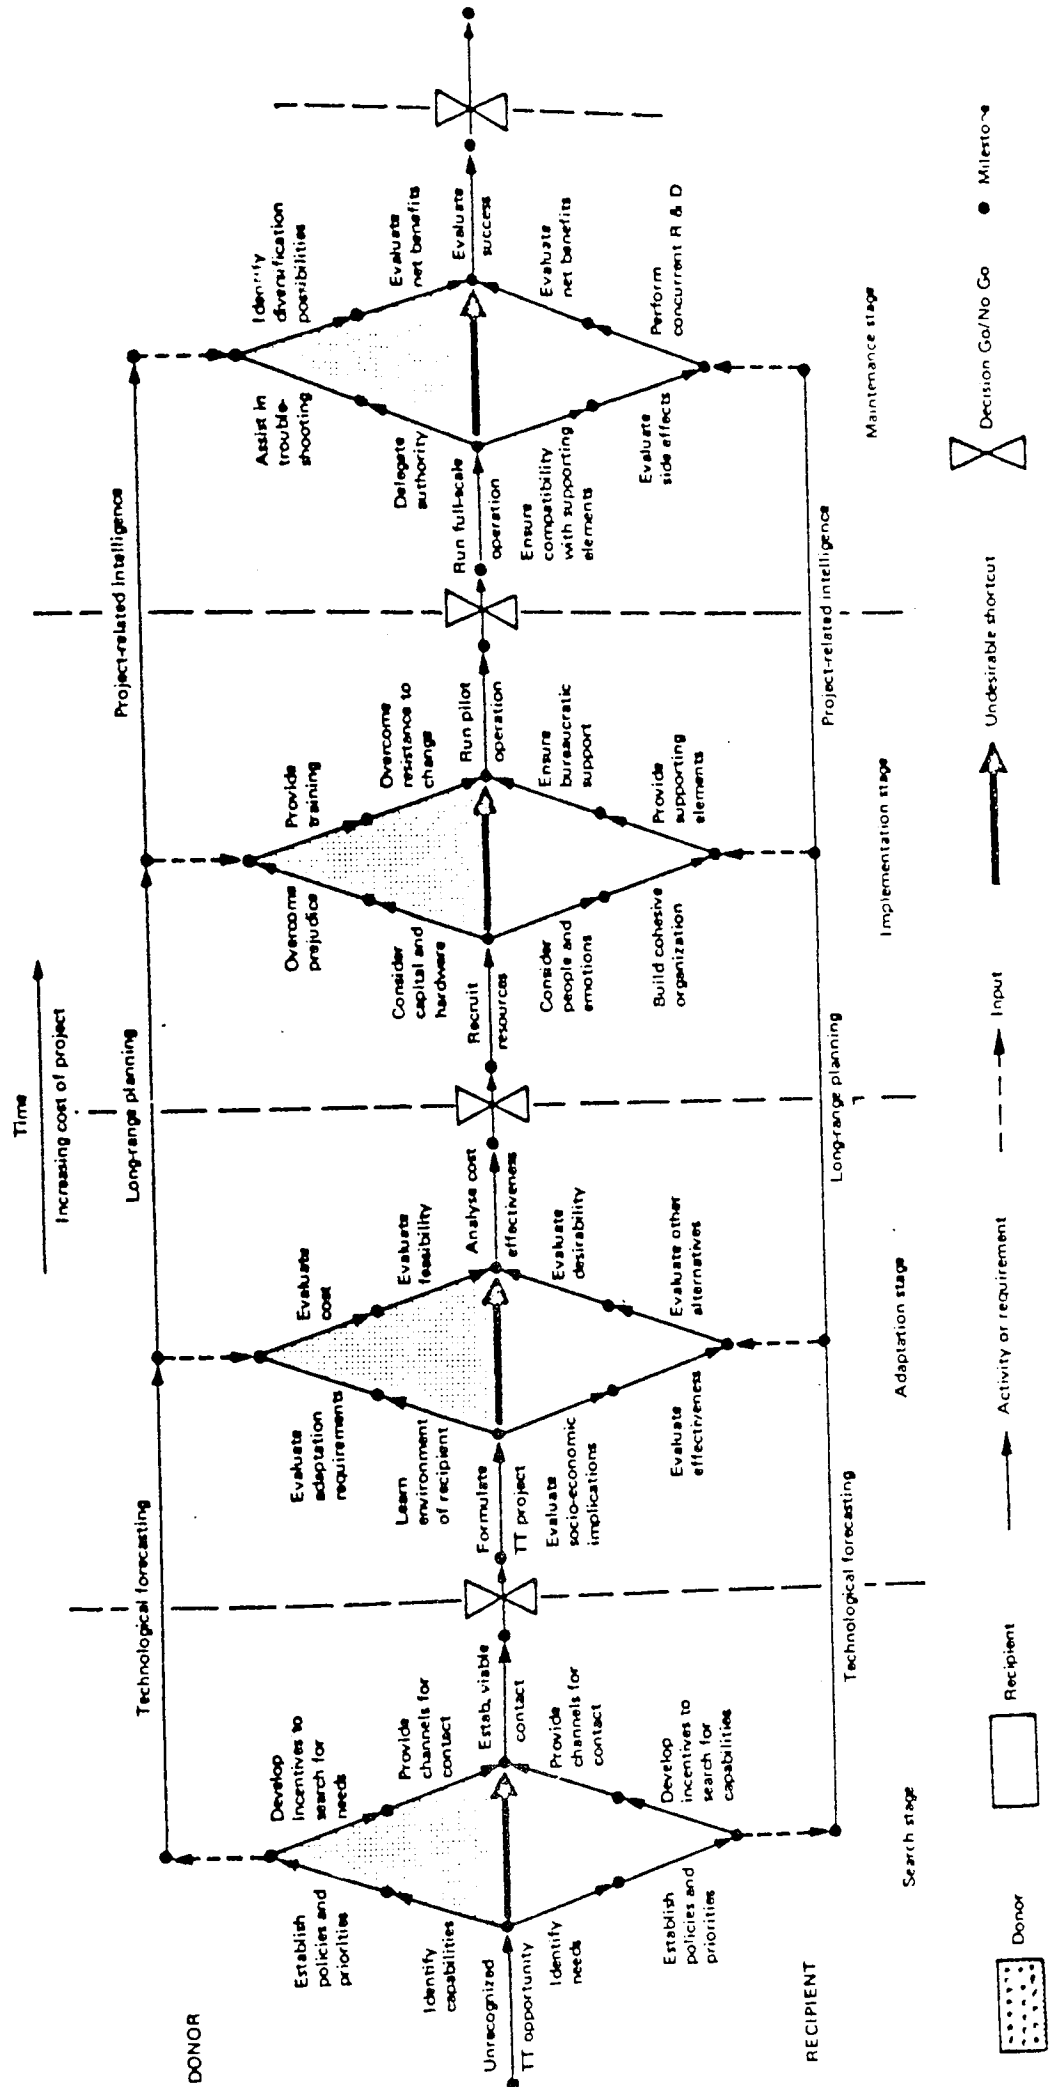 Time
Increasing cost of project
DONOR
Technological forecasting
Long-range planning
Project-related intelligence
Establish
policies and
priorities
Develop
incentives to
search for
needs
Identify
capabilities
Provide
channels for
contact
Unrecognized
TT opportunity
Estab. viable
contact
Identify
needs
Provide
channels for
contact
Establish
policies and
priorities
Develop
incentives to
search for
capabilities
Evaluate
adaptation
requirements
Evaluate
cost
Learn
environment
of recipient
Evaluate
feasibility
Formulate
TT project
Analyse cost
effectiveness
Evaluate
socio-economic
implications
Evaluate
desirability
Evaluate
effectiveness
Evaluate other
alternatives
Overcome
prejudice
Provide
training
Consider
capital and
hardware
Overcome
resistance to
change
Recruit
resources
Run pilot
operation
Consider
people and
emotions
Ensure
bureaucratic
support
Build cohesive
organization
Provide
supporting
elements
Assist in
trouble-
shooting
Identify
diversification
possibilities
Delegate
authority
Evaluate
net benefits
Run full-scale
operation
Evaluate
success
Ensure
compatibility
with supporting
elements
Evaluate
net benefits
Evaluate
side effects
Perform
concurrent R & D
RECIPIENT
Technological forecasting
Long-range planning
Project-related intelligence
Search stage
Adaptation stage
Implementation stage
Maintenance stage
Donor
Recipient
Activity or requirement
Input
Undesirable shortcut
Decision Go/No Go
Milestone